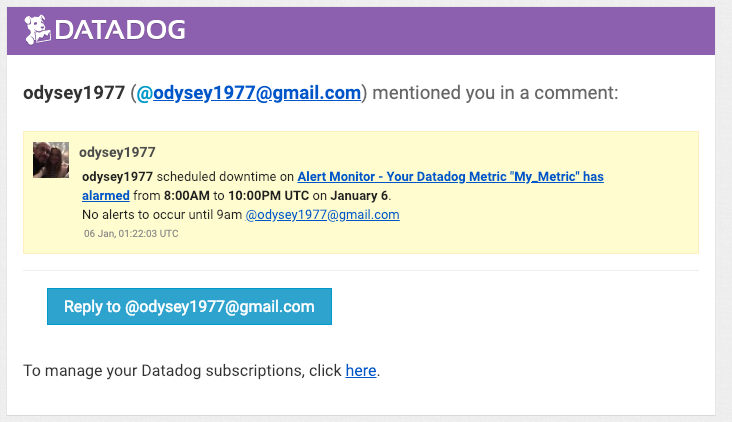 DATADOG
odysey1977 (@odysey1977@gmail.com) mentioned you in a comment:
odysey1977
odysey1977 scheduled downtime on Alert Monitor - Your Datadog Metric "My_Metric" has
alarmed from 8:00AM to 10:00PM UTC on January 6.
No alerts to occur until 9am @odysey1977@gmail.com
06 Jan, 01:22:03 UTC
Reply to @odysey1977@gmail.com
To manage your Datadog subscriptions, click here.